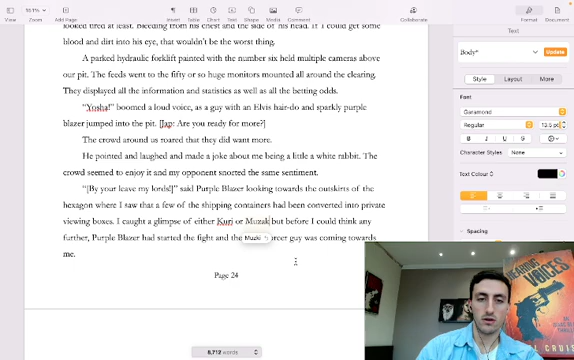 101%
View
Zoom
Add Page
Insert
Table
Chart
Text
Shape
Media
Comment
Collaborate
Format
Document
looked tired at least. Bleeding from his chest and the side of his head. If I could get some
blood and dirt into his eye, that wouldn't be the worst thing.
A parked hydraulic forklift painted with the number six held multiple cameras above
our pit. The feeds went to the fifty or so huge monitors mounted all around the clearing.
They displayed all the information and statistics as well as all the betting odds.
"Yosha!" boomed a loud voice, as a guy with an Elvis hair-do and sparkly purple
blazer jumped into the pit. [Jap: Are you ready for more?]
The crowd around us roared that they did want more.
He pointed and laughed and made a joke about me being a little a white rabbit. The
crowd seemed to enjoy it and my opponent snorted the same sentiment.
"[By your leave my lords!]" said Purple Blazer looking towards the outskirts of the
hexagon where I saw that a few of the shipping containers had been converted into private
viewing boxes. I caught a glimpse of either Kuri or Muzak but before I could think any
further, Purple Blazer had started the fight and the guy was coming towards
me.
Muzki
Page 24
8,712 words
Text
Body*
Update
Style
Layout
More
Font
Garamond
Regular
13.5 pt
B I U S
Character Styles
None
Text Colour
Spacing
HEARING
VOICES